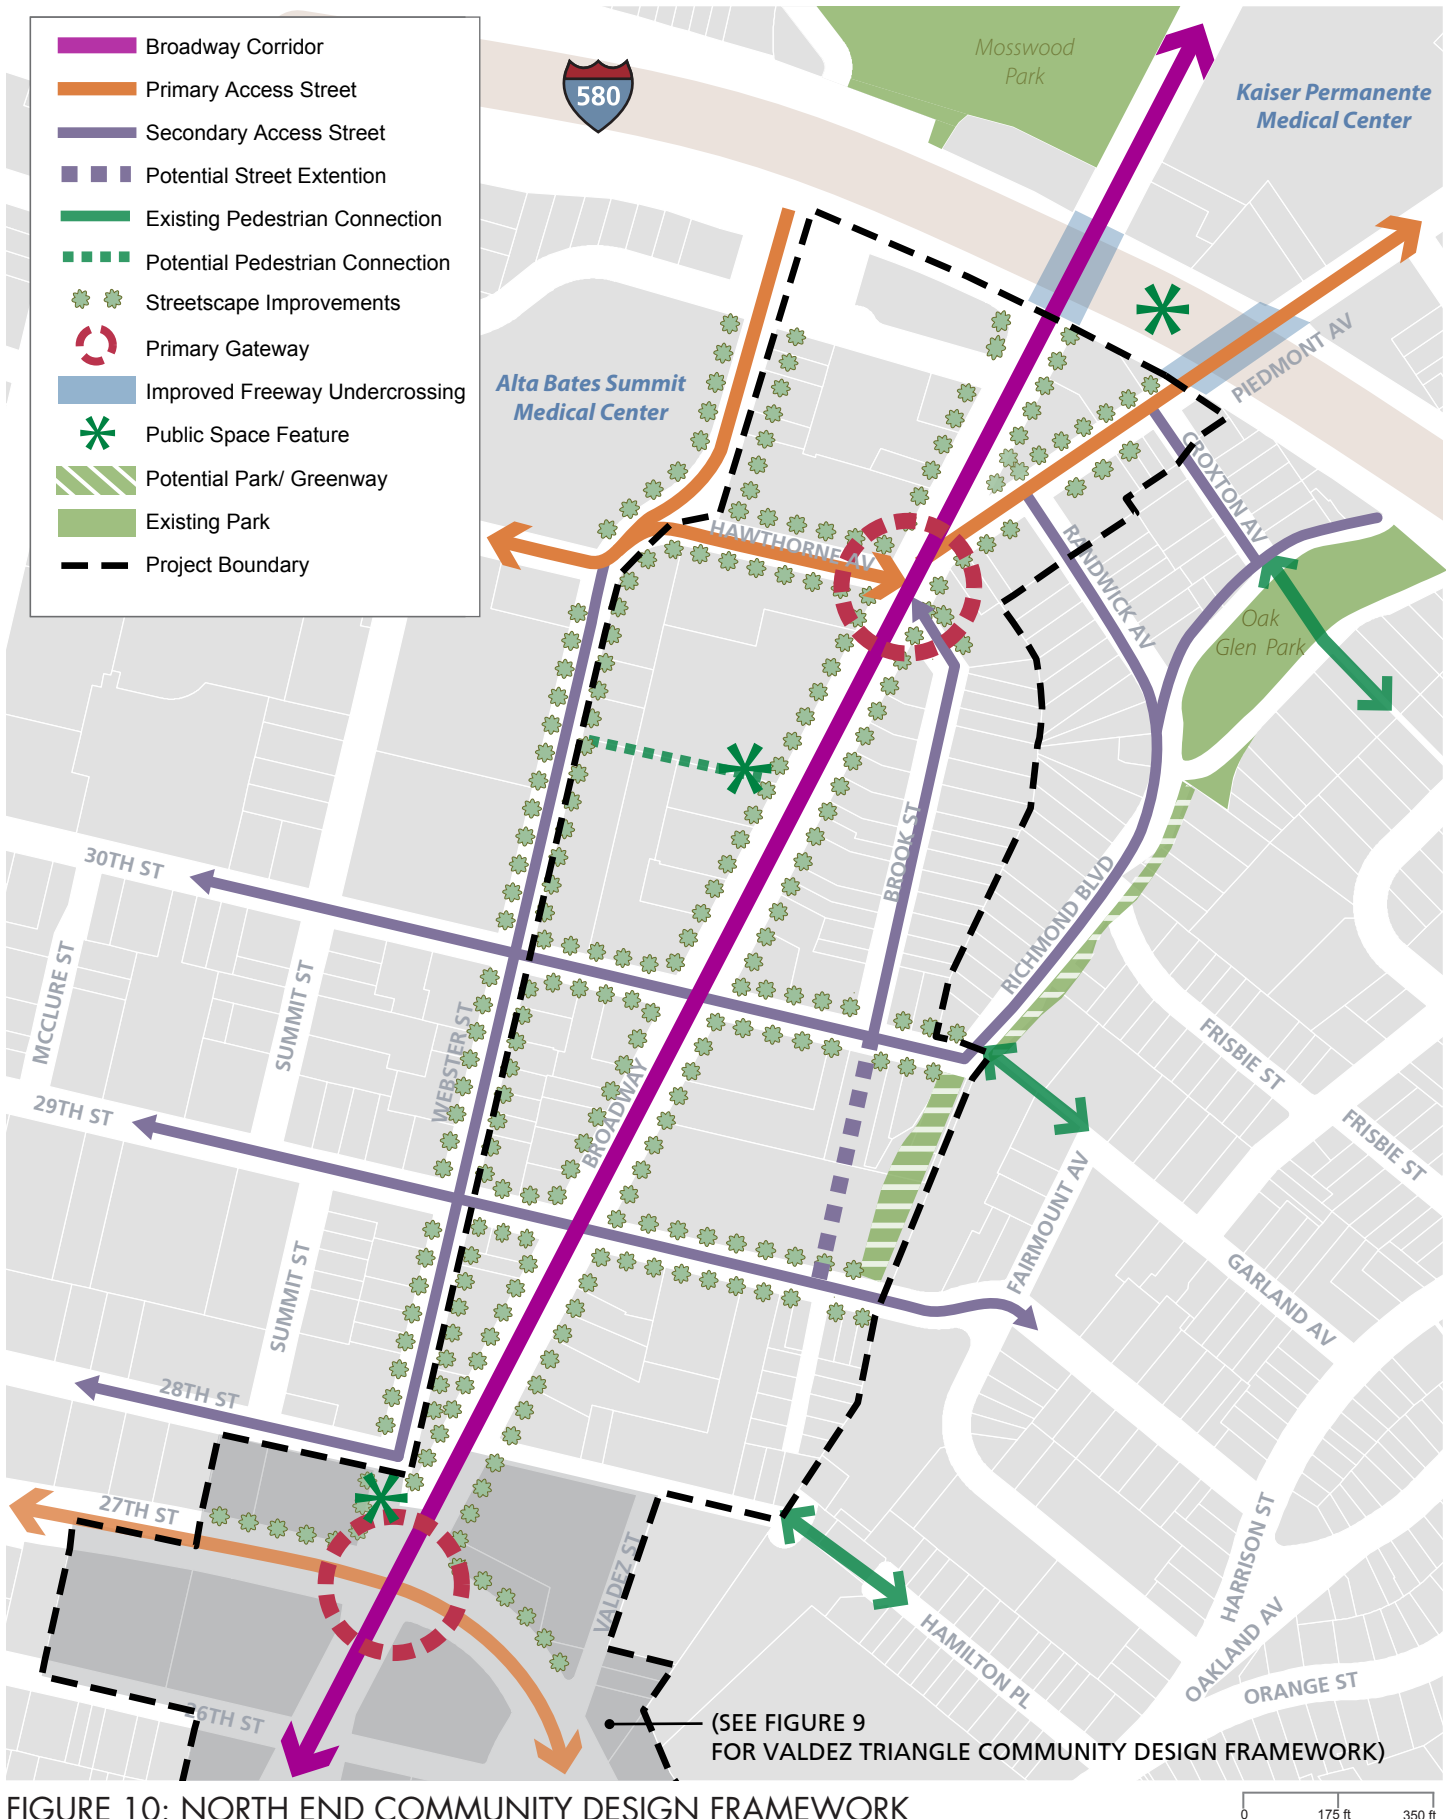 Broadway Corridor
Primary Access Street
Secondary Access Street
Potential Street Extention
Existing Pedestrian Connection
Potential Pedestrian Connection
Streetscape Improvements
Primary Gateway
Improved Freeway Undercrossing
Public Space Feature
Potential Park/ Greenway
Existing Park
Project Boundary
580
Mosswood
Park
Kaiser Permanente
Medical Center
Alta Bates Summit
Medical Center
PIEDMONT AV
CROXTON AV
HAWTHORNE AV
RANDWICK AV
Oak
Glen Park
BROOK ST
30TH ST
RICHMOND BLVD
MCCLURE ST
SUMMIT ST
WEBSTER ST
BROADWAY
29TH ST
FRISBIE ST
FRISBIE ST
FAIRMOUNT AV
GARLAND AV
SUMMIT ST
28TH ST
27TH ST
VALDEZ ST
HARRISON ST
HAMILTON PL
OAKLAND AV
ORANGE ST
26TH ST
(SEE FIGURE 9
FOR VALDEZ TRIANGLE COMMUNITY DESIGN FRAMEWORK)
FIGURE 10: NORTH END COMMUNITY DESIGN FRAMEWORK
0 175 ft 350 ft